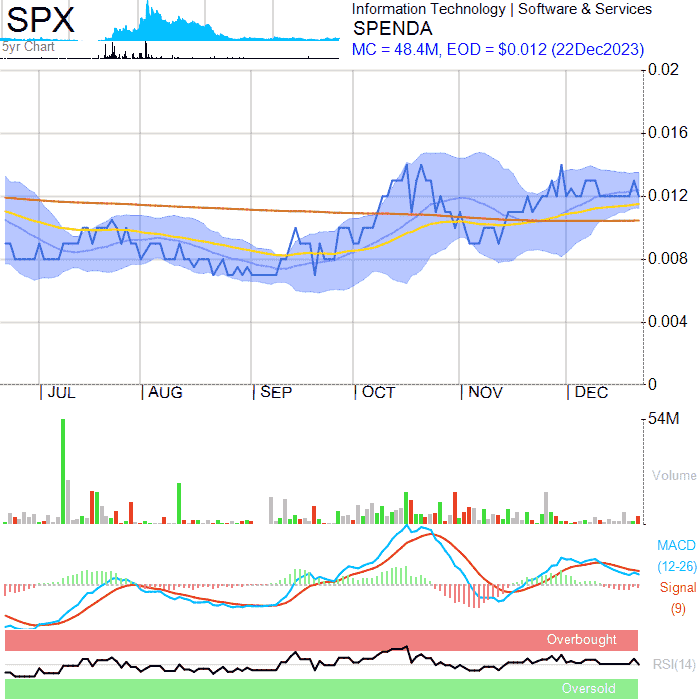 SPX
5yr Chart
Information Technology | Software & Services
SPENDA
MC = 48.4M, EOD = $0.012 (22Dec2023)
0.02
0.016
0.012
0.008
0.004
0
| JUL | AUG | SEP | OCT | NOV | DEC
54M
Volume
MACD
(12-26)
Signal
(9)
Overbought
RSI(14)
Oversold